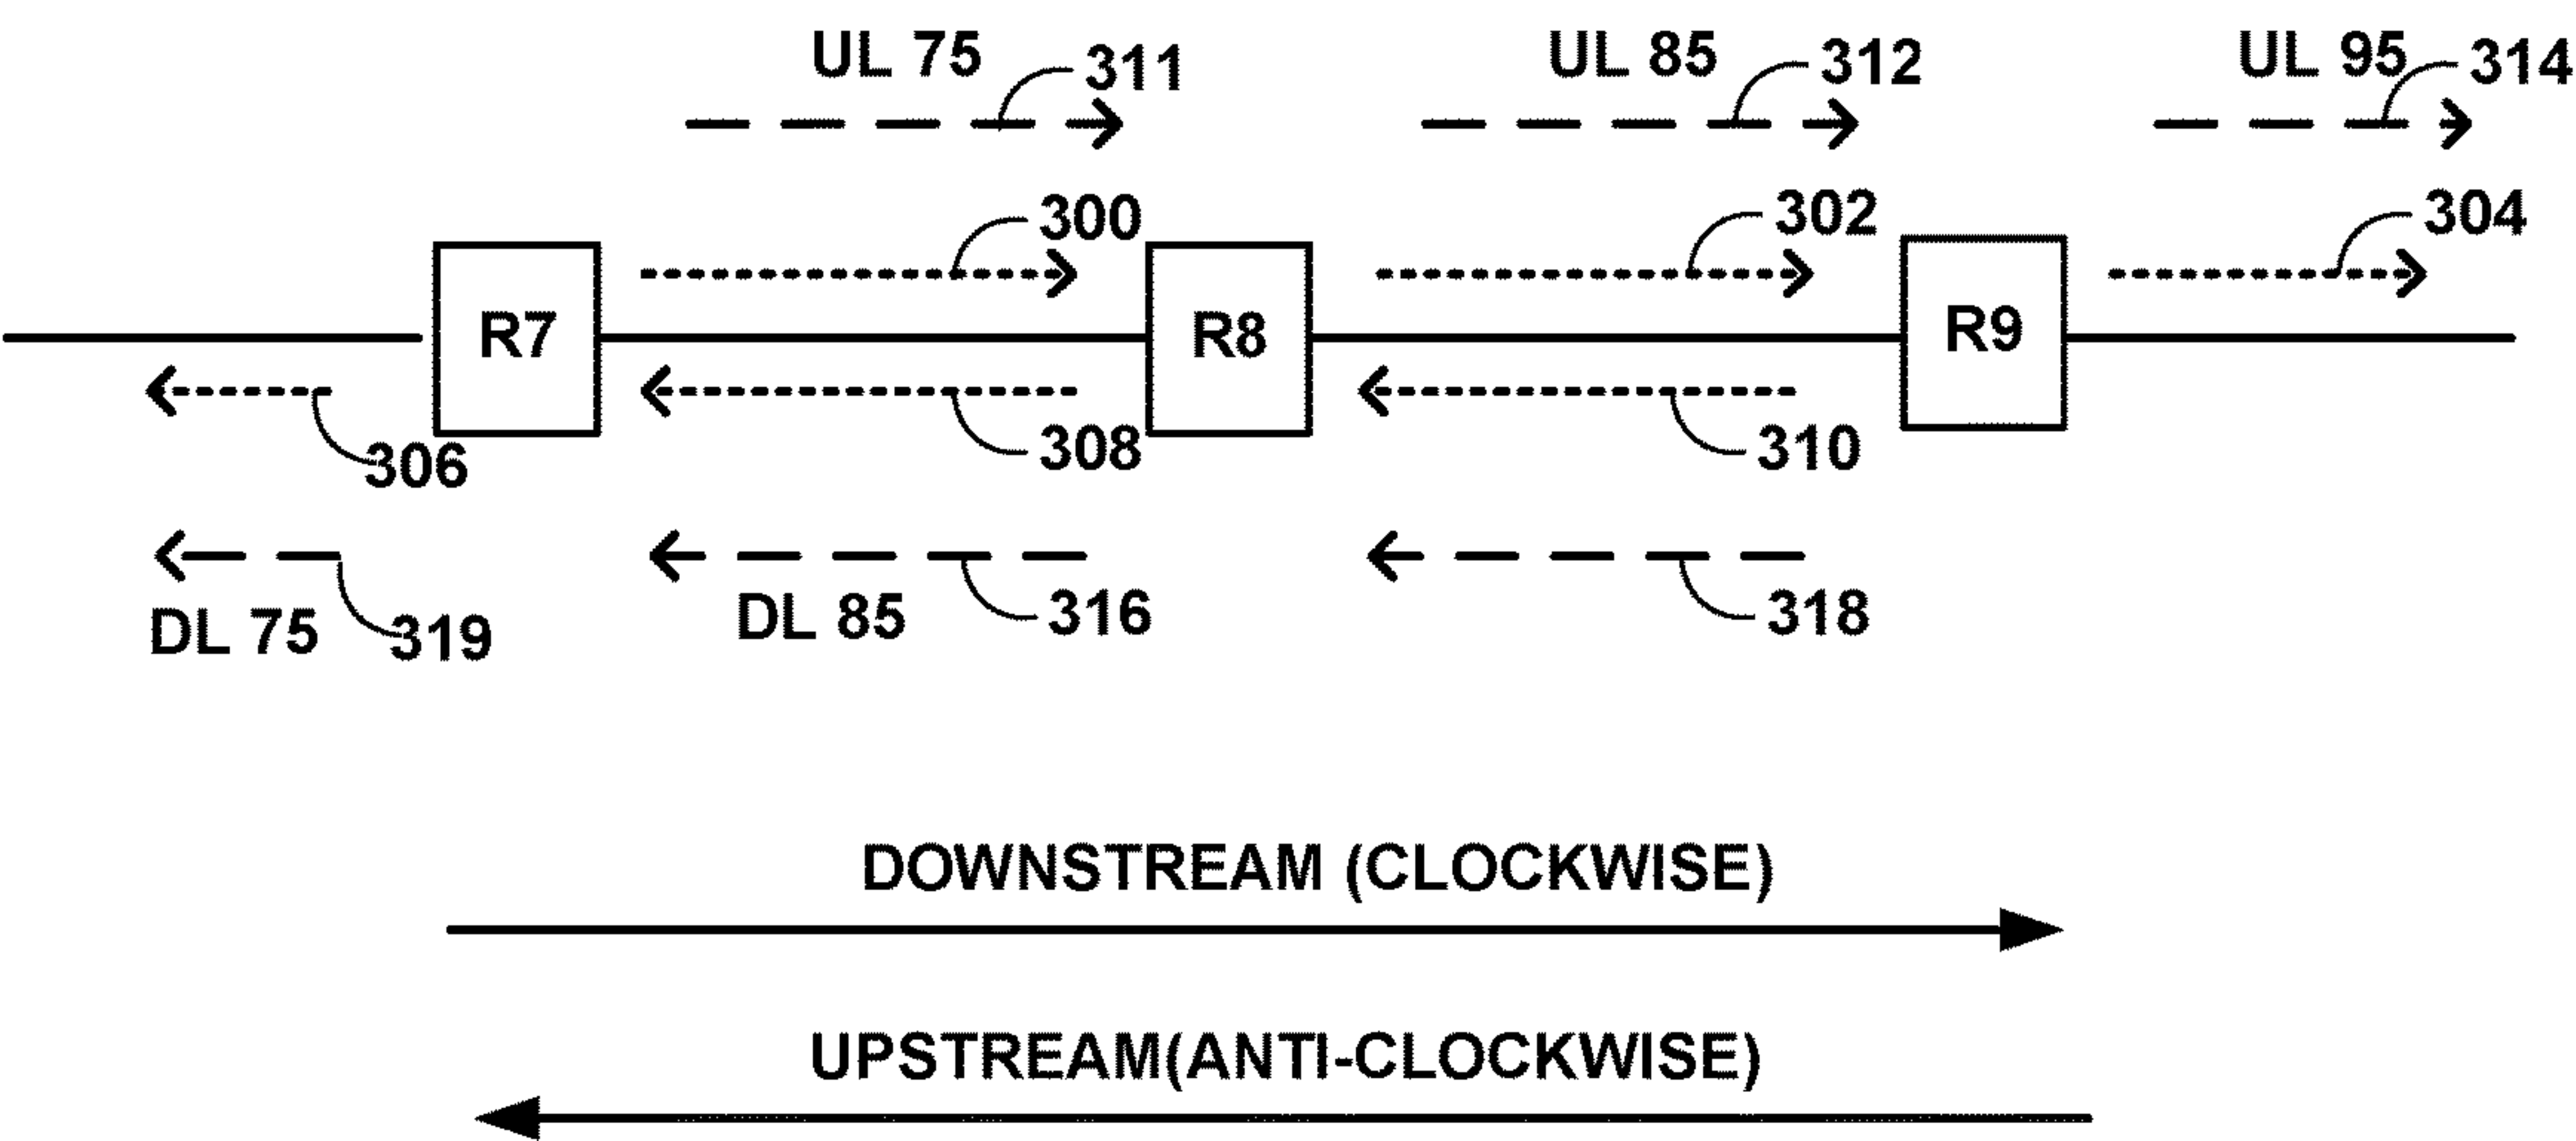 UL 75 311 UL 85 312 UL 95 314
300 302 304
R7 R8 R9
306 308 310
DL 75 319 DL 85 316 318
DOWNSTREAM (CLOCKWISE)
UPSTREAM(ANTI-CLOCKWISE)